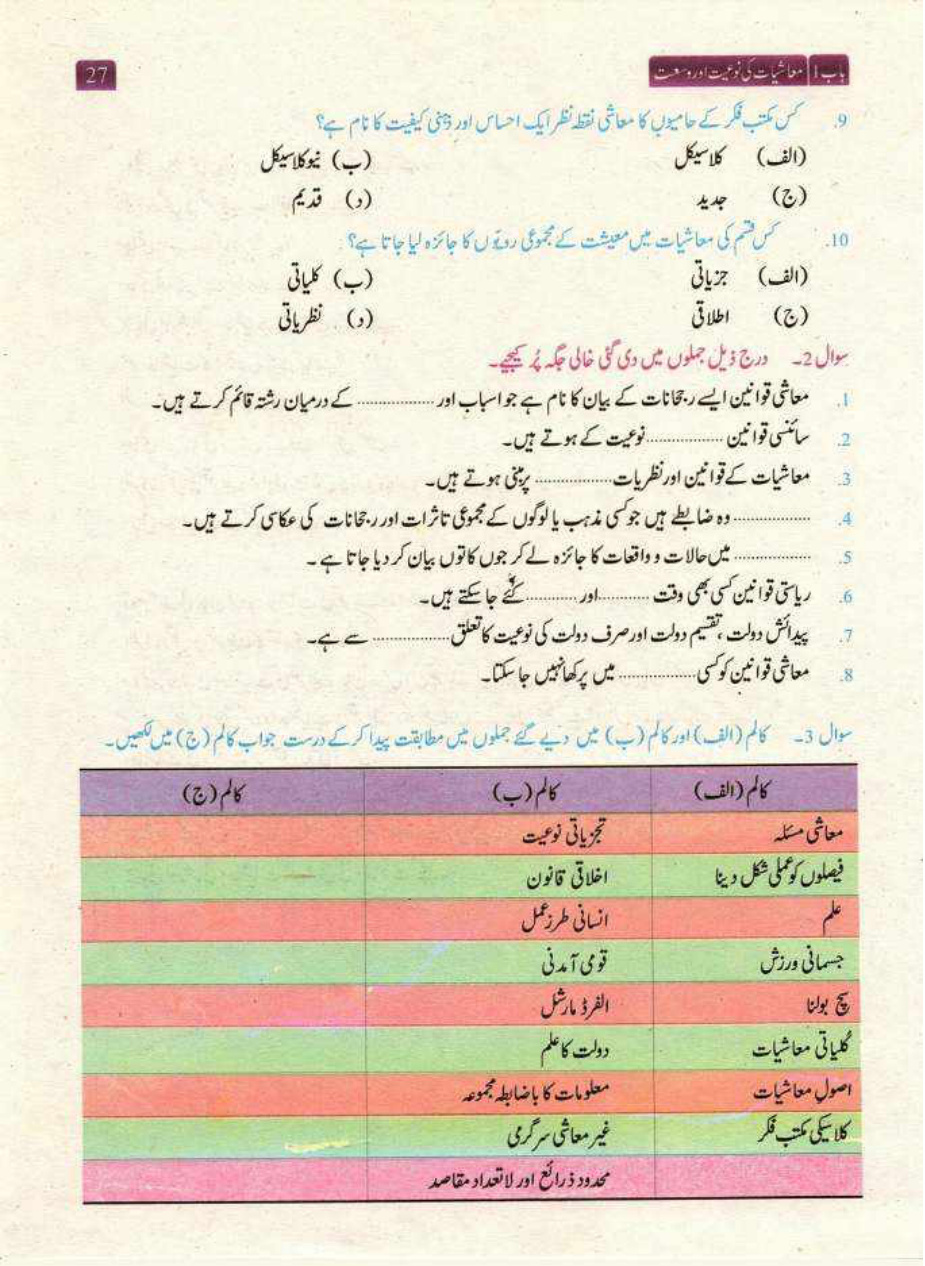 باب 1 معاشیات کی نوعیت اور وسعت 27
9. کس مکتب فکر کے حامیوں کا معاشی نقطہ نظر ایک احساس اور ذہنی کیفیت کا نام ہے؟
(الف) کلاسیکل (ب) نیوکلاسیکل
(ج) جدید (د) قدیم
10. کس قسم کی معاشیات میں معیشت کے مجموعی رویوں کا جائزہ لیا جاتا ہے؟
(الف) جزیاتی (ب) کلیاتی
(ج) اطلاقی (د) نظریاتی
سوال 2۔ درج ذیل جملوں میں دی گئی خالی جگہ پُر کیجیے۔
1. معاشی قوانین ایسے رجحانات کے بیان کا نام ہے جو اسباب اور .................. کے درمیان رشتہ قائم کرتے ہیں۔
2. سائنسی قوانین .................. نوعیت کے ہوتے ہیں۔
3. معاشیات کے قوانین اور نظریات .................. پر مبنی ہوتے ہیں۔
4. .................. وہ ضابطے ہیں جو کسی مذہب یا لوگوں کے مجموعی تاثرات اور رجحانات کی عکاسی کرتے ہیں۔
5. .................. میں حالات و واقعات کا جائزہ لے کر جوں کا توں بیان کر دیا جاتا ہے ۔
6. ریاستی قوانین کسی بھی وقت ............ اور ............ کئے جا سکتے ہیں۔
7. پیدائش دولت ، تقسیم دولت اور صرف دولت کی نوعیت کا تعلق .................. سے ہے۔
8. معاشی قوانین کو کسی .................. میں پرکھا نہیں جا سکتا۔
سوال 3۔ کالم (الف) اور کالم (ب) میں دیے گئے جملوں میں مطابقت پیدا کر کے درست جواب کالم (ج) میں لکھیں۔
کالم (الف) کالم (ب) کالم (ج)
معاشی مسئلہ تجزیاتی نوعیت
فیصلوں کو عملی شکل دینا اخلاقی قانون
علم انسانی طرز عمل
جسمانی ورزش قومی آمدنی
سچ بولنا الفرڈ مارشل
کُلیاتی معاشیات دولت کا علم
اصولِ معاشیات معلومات کا باضابطہ مجموعہ
کلاسیکی مکتب فکر غیر معاشی سرگرمی
محدود ذرائع اور لاتعداد مقاصد